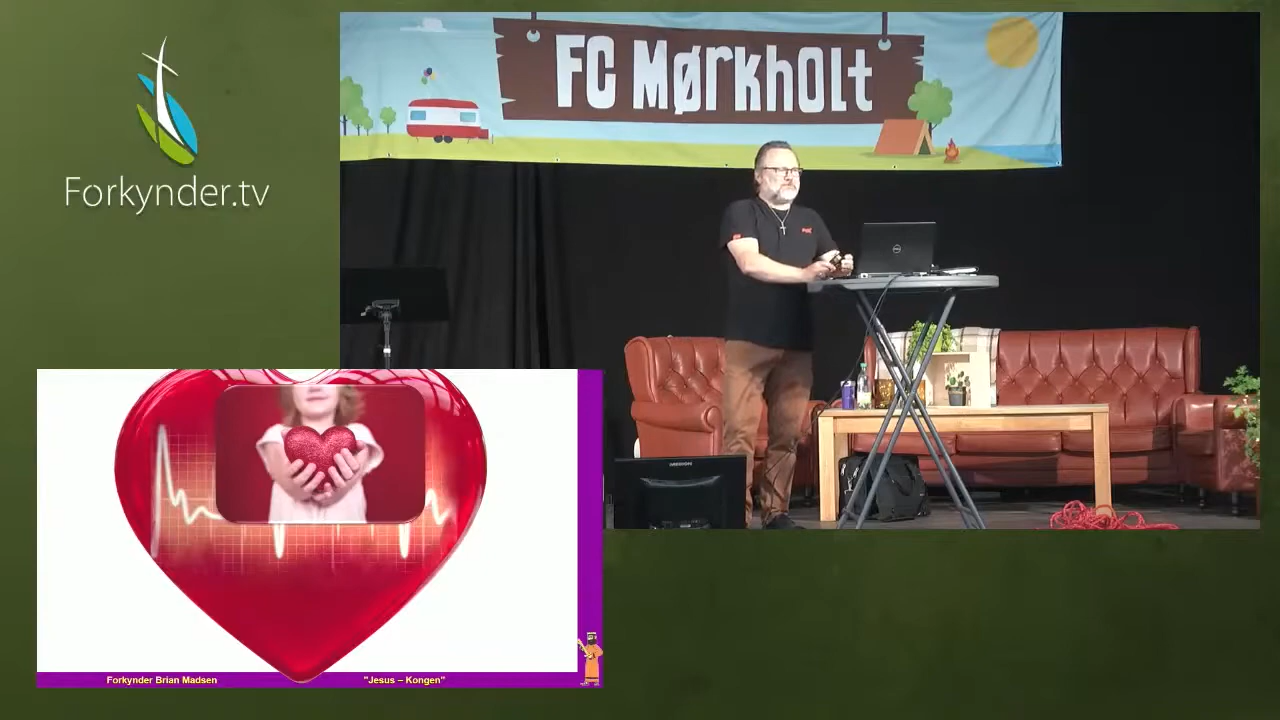 FC Mørkholt
Forkynder.tv
Forkynder Brian Madsen
"Jesus – Kongen"